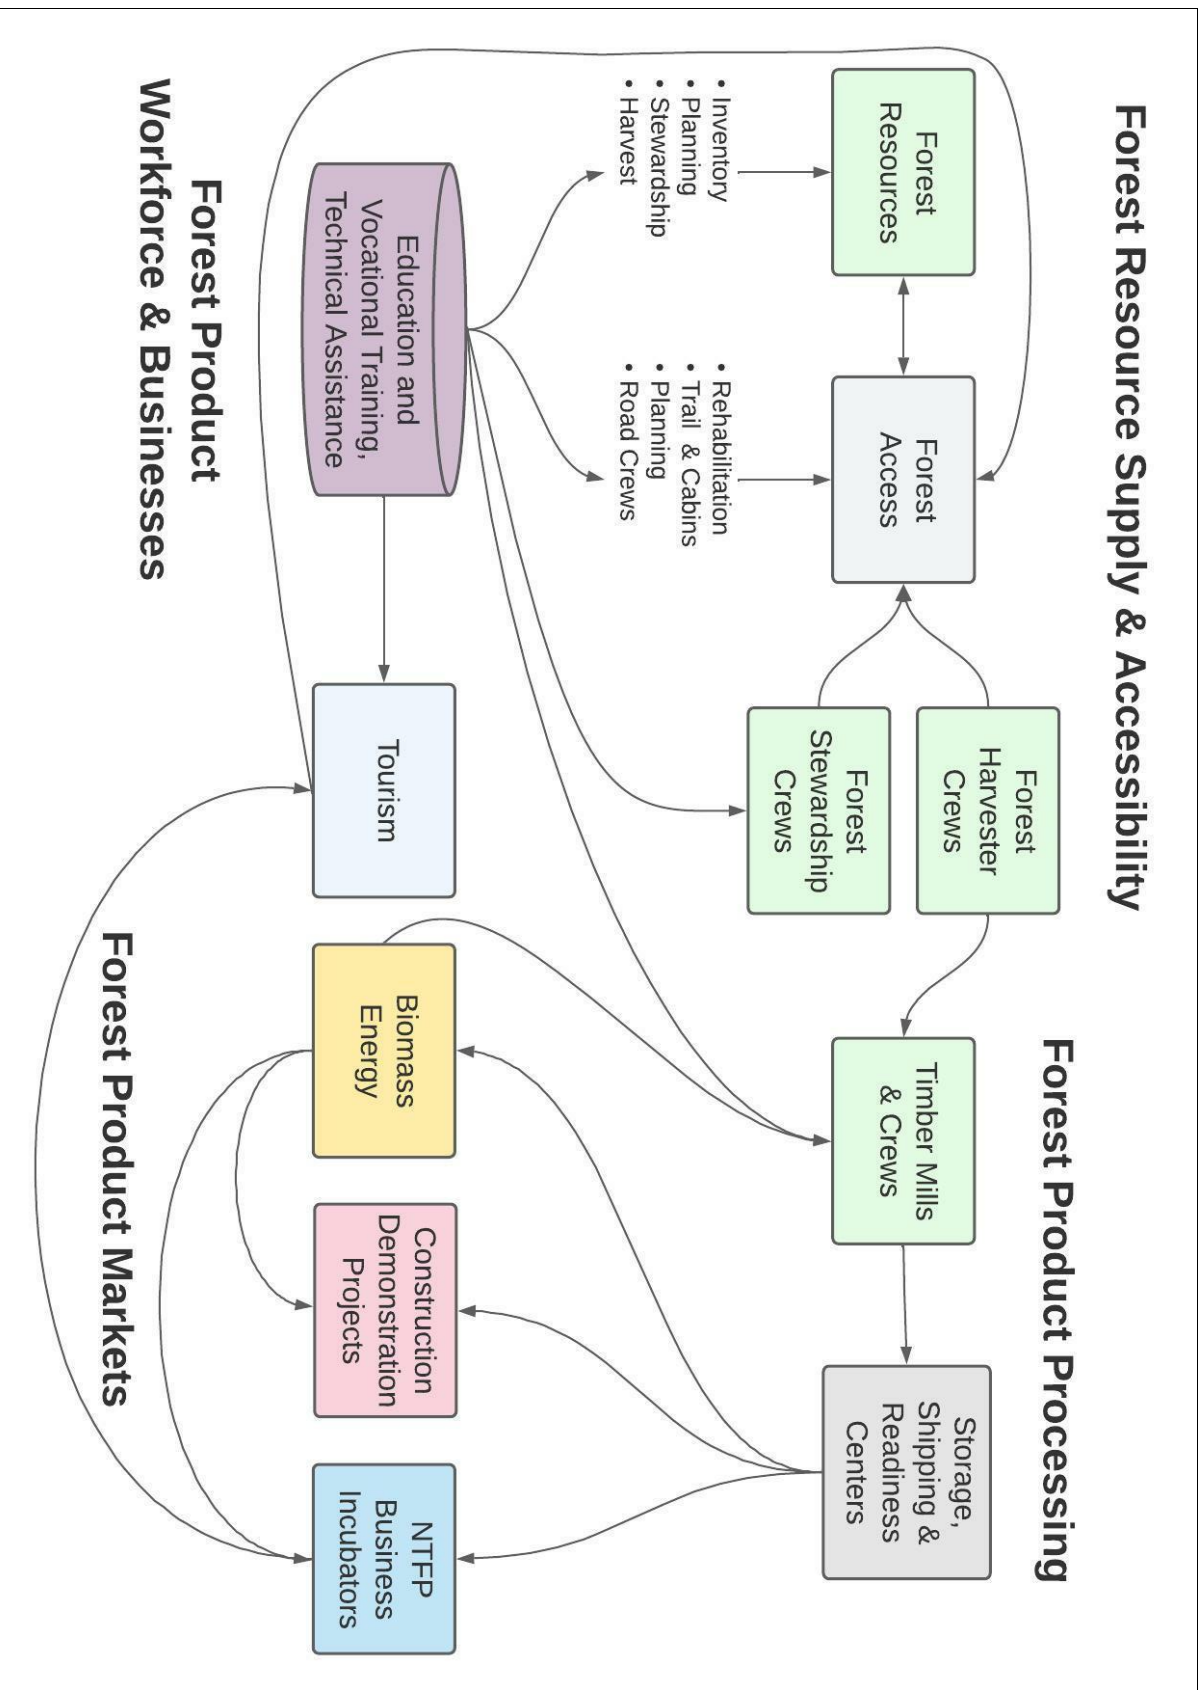 Forest Resource Supply & Accessibility
Forest Product Processing
Forest
Resources
Forest
Access
Forest
Harvester
Crews
Forest
Stewardship
Crews
Timber Mills
& Crews
Storage,
Shipping &
Readiness
Centers
• Inventory
• Planning
• Stewardship
• Harvest
• Rehabilitation
• Trail & Cabins
• Planning
• Road Crews
Education and
Vocational Training,
Technical Assistance
Tourism
Biomass
Energy
Construction
Demonstration
Projects
NTFP
Business
Incubators
Forest Product
Workforce & Businesses
Forest Product Markets